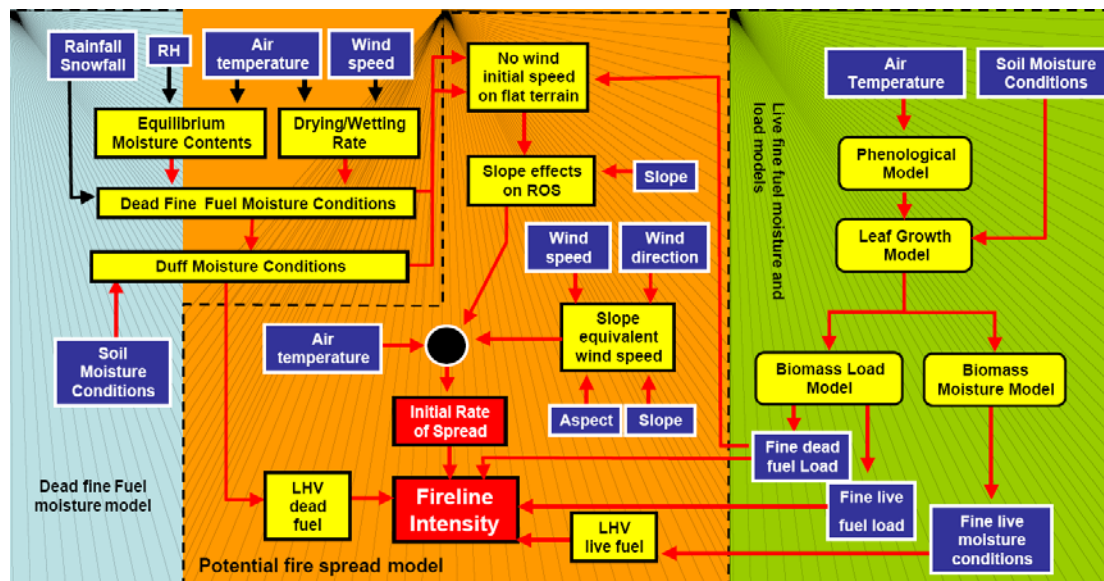 Rainfall
Snowfall
RH
Air
temperature
Wind
speed
Equilibrium
Moisture Contents
Drying/Wetting
Rate
Dead Fine Fuel Moisture Conditions
Duff Moisture Conditions
Soil
Moisture
Conditions
Dead fine Fuel
moisture model
No wind
initial speed
on flat terrain
Slope effects
on ROS
Slope
Wind
speed
Wind
direction
Slope
equivalent
wind speed
Air
temperature
Aspect
Slope
Initial Rate
of Spread
LHV
dead
fuel
Fireline
Intensity
LHV
live fuel
Potential fire spread model
Live fine fuel moisture and
load models
Air
Temperature
Soil Moisture
Conditions
Phenological
Model
Leaf Growth
Model
Biomass Load
Model
Biomass
Moisture Model
Fine dead
fuel Load
Fine live
fuel load
Fine live
moisture
conditions